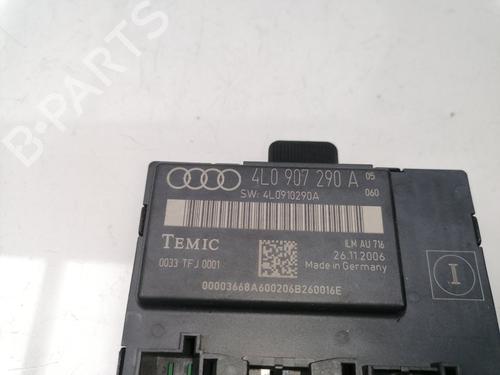 B-PARTS
4L0 907 290 A 05
SW: 4L0910290A 060
TEMIC
ILM AU 716
0033 TFJ 0001
26.11.2006
Made in Germany
00003668A600206B260016E
I